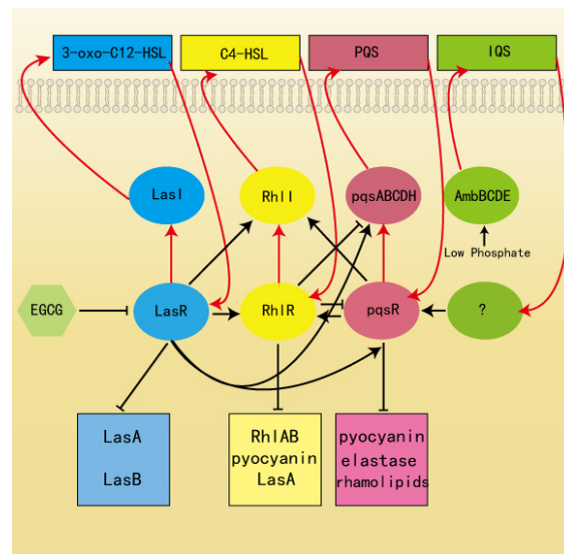 3-oxo-C12-HSL
C4-HSL
PQS
IQS
LasI
RhlI
pqsABCDH
AmbBCDE
Low Phosphate
EGCG
LasR
RhlR
pqsR
?
LasA
LasB
RhlAB
pyocyanin
LasA
pyocyanin
elastase
rhamolipids